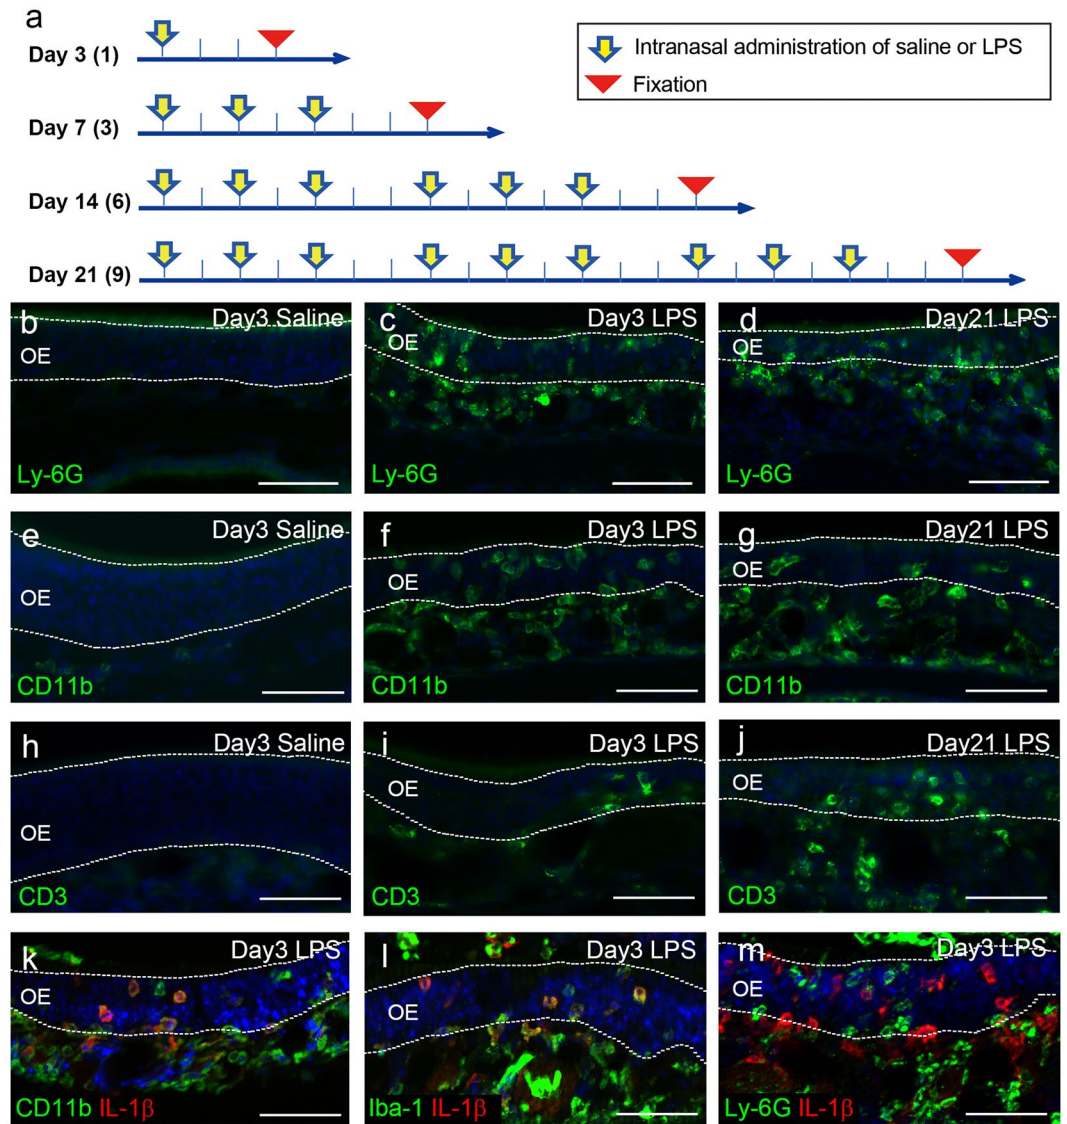 a
Day 3 (1)
Intranasal administration of saline or LPS
Fixation
Day 7 (3)
Day 14 (6)
Day 21 (9)
b
Day3 Saline
OE
Ly-6G
c
Day3 LPS
OE
Ly-6G
d
Day21 LPS
OE
Ly-6G
e
Day3 Saline
OE
CD11b
f
Day3 LPS
OE
CD11b
g
Day21 LPS
OE
CD11b
h
Day3 Saline
OE
CD3
i
Day3 LPS
OE
CD3
j
Day21 LPS
OE
CD3
k
Day3 LPS
OE
CD11b IL-1β
l
Day3 LPS
OE
Iba-1 IL-1β
m
Day3 LPS
OE
Ly-6G IL-1β